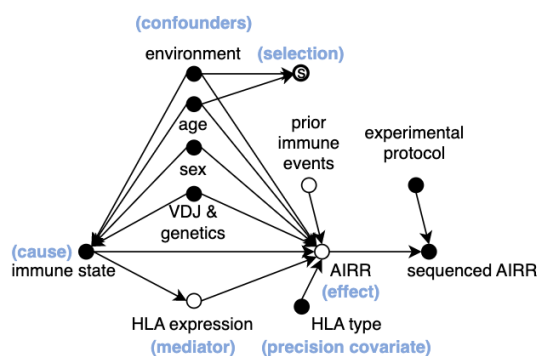 (confounders)
environment
(selection)
S
age
prior
immune
events
experimental
protocol
sex
VDJ &
genetics
(cause)
immune state
AIRR
(effect)
sequenced AIRR
HLA expression
(mediator)
HLA type
(precision covariate)